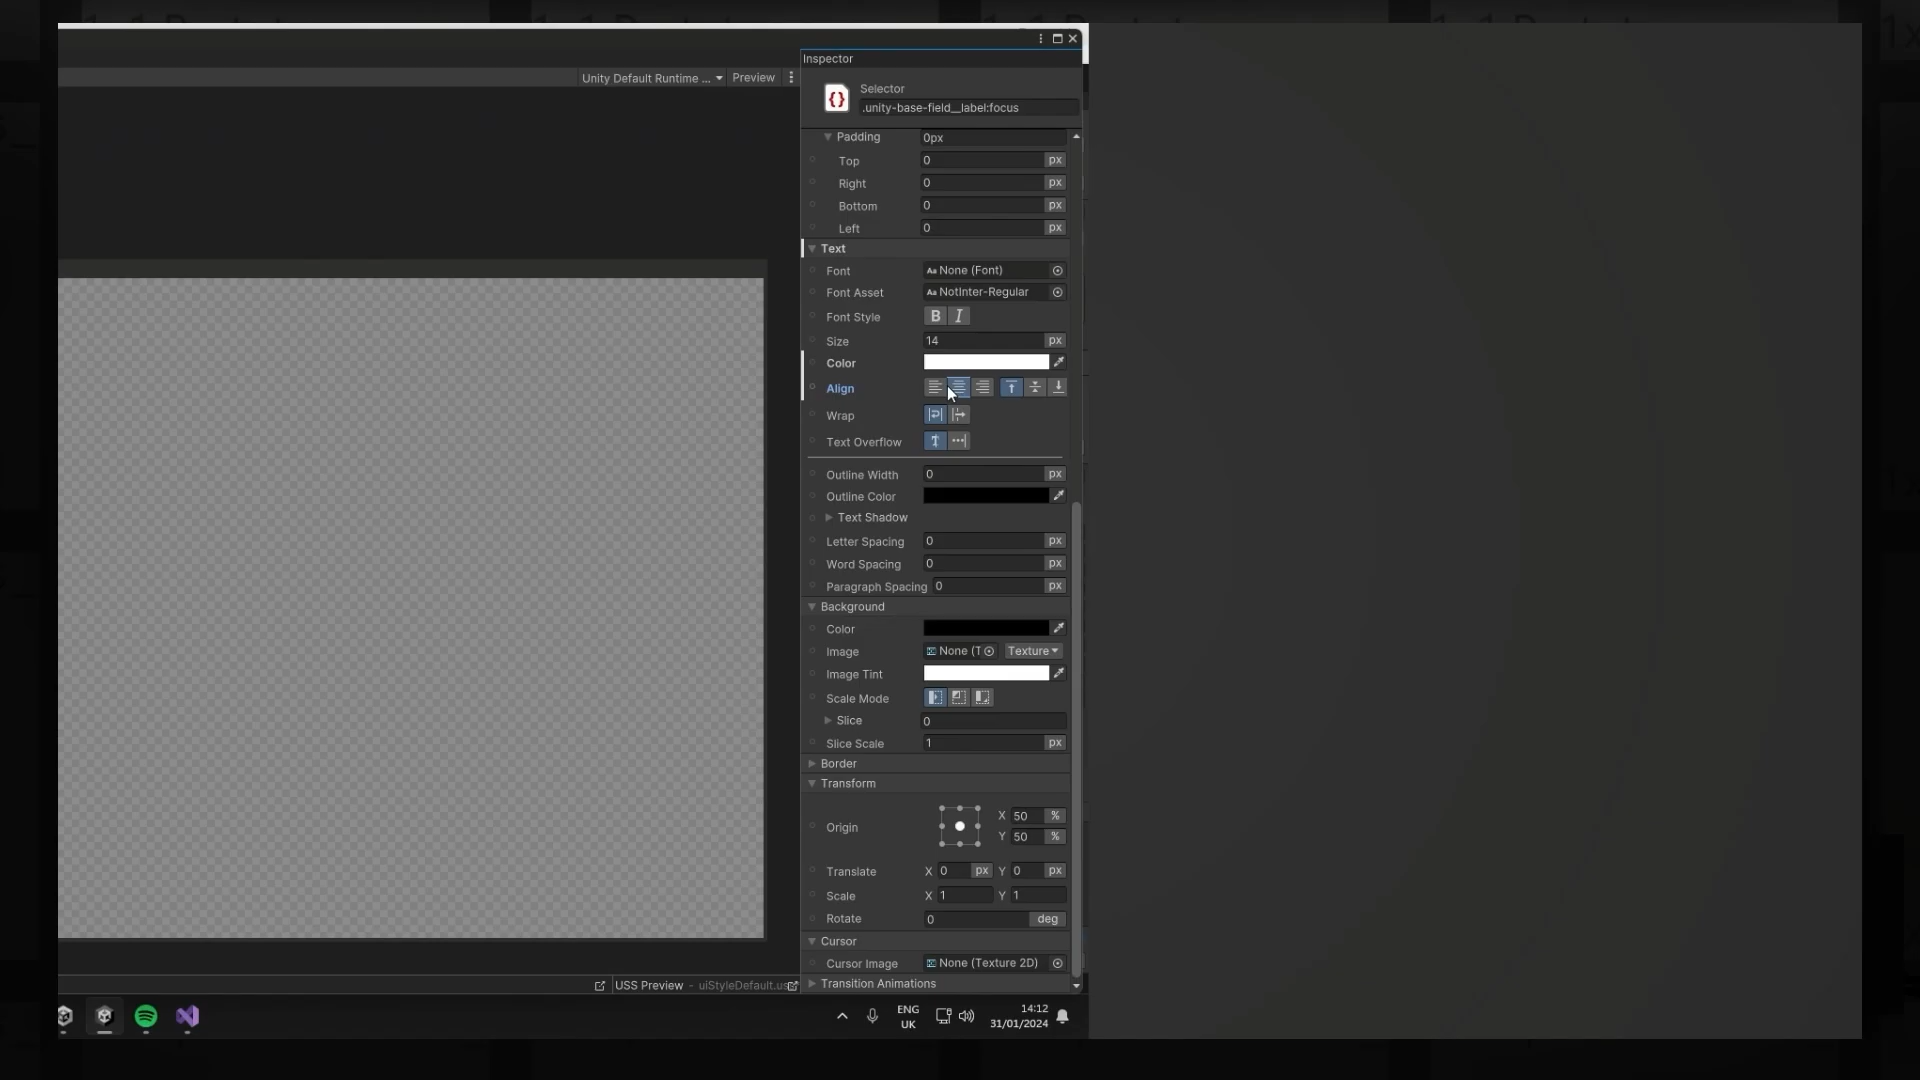 Inspector
Unity Default Runtime ...
Preview
Selector
.unity-base-field__label:focus
Padding 0px
Top 0 px
Right 0 px
Bottom 0 px
Left 0 px
Text
Font Aa None (Font)
Font Asset Aa NotInter-Regular
Font Style B I
Size 14 px
Color
Align
Wrap
Text Overflow
Outline Width 0 px
Outline Color
Text Shadow
Letter Spacing 0 px
Word Spacing 0 px
Paragraph Spacing 0 px
Background
Color
Image None (T Texture
Image Tint
Scale Mode
Slice 0
Slice Scale 1 px
Border
Transform
Origin X 50 %
Y 50 %
Translate X 0 px Y 0 px
Scale X 1 Y 1
Rotate 0 deg
Cursor
Cursor Image None (Texture 2D)
Transition Animations
USS Preview - uiStyleDefault.us
ENG
UK
14:12
31/01/2024